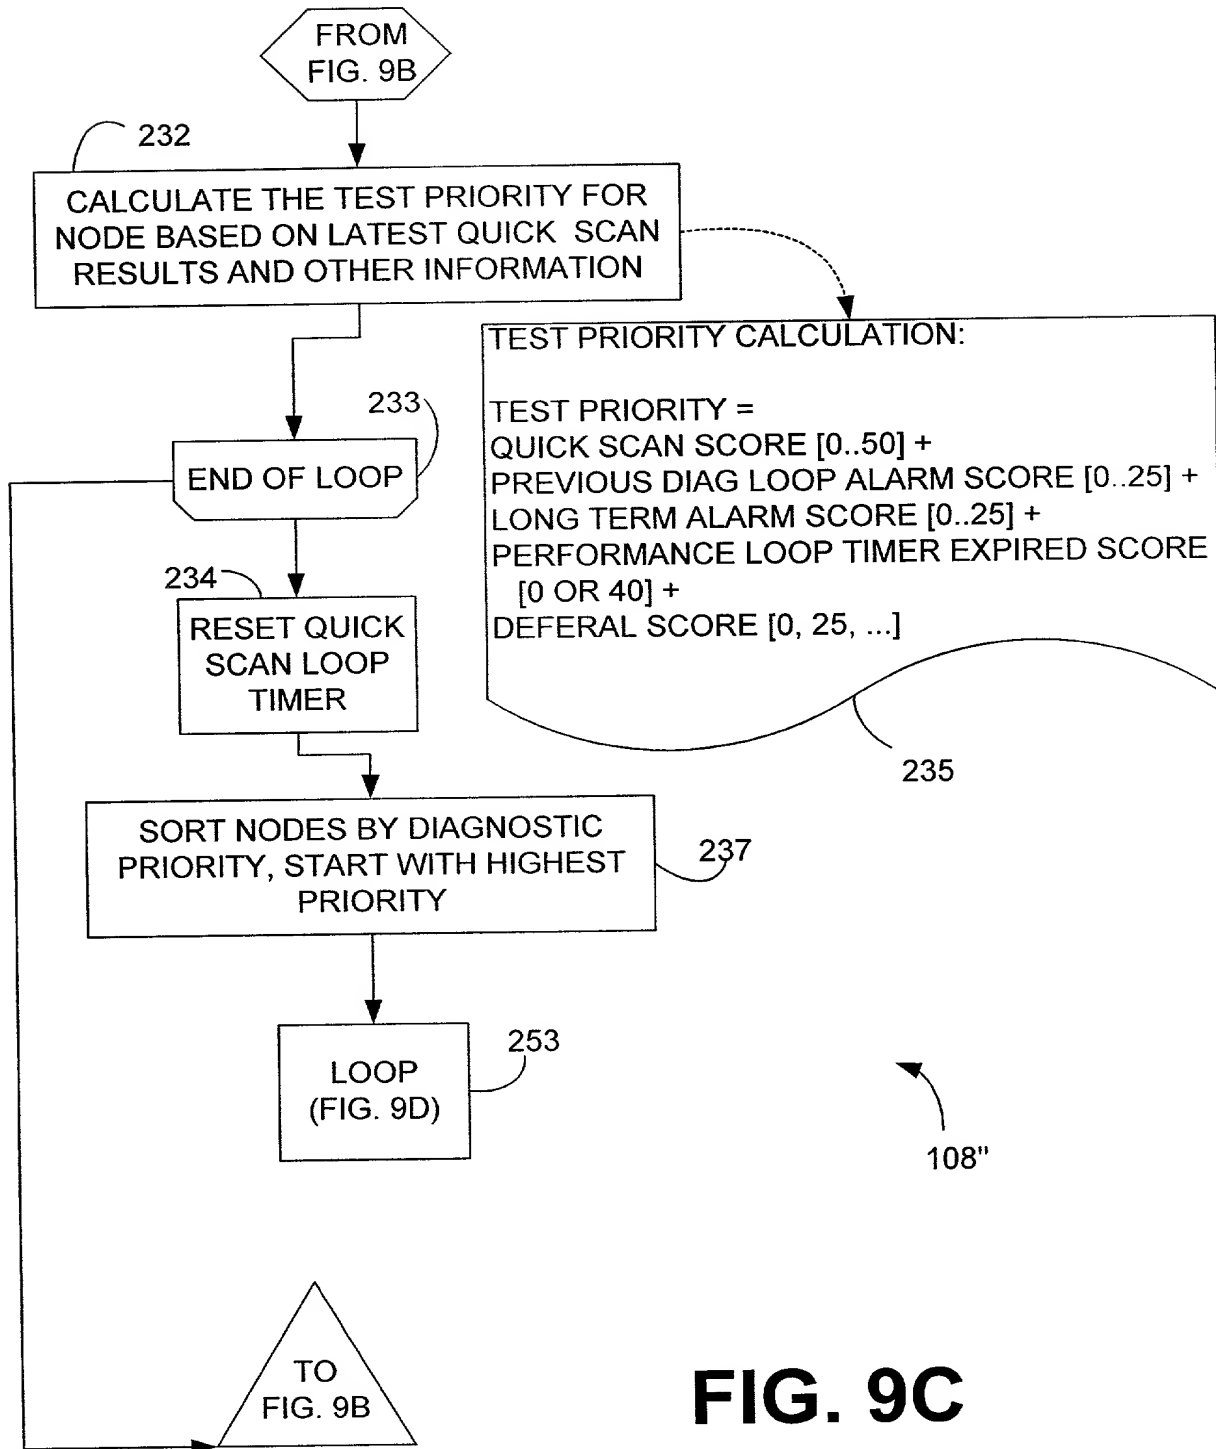 FROM
FIG. 9B
232
CALCULATE THE TEST PRIORITY FOR
NODE BASED ON LATEST QUICK SCAN
RESULTS AND OTHER INFORMATION
TEST PRIORITY CALCULATION:
TEST PRIORITY =
QUICK SCAN SCORE [0..50] +
PREVIOUS DIAG LOOP ALARM SCORE [0..25] +
LONG TERM ALARM SCORE [0..25] +
PERFORMANCE LOOP TIMER EXPIRED SCORE
[0 OR 40] +
DEFERAL SCORE [0, 25, ...]
235
233
END OF LOOP
234
RESET QUICK
SCAN LOOP
TIMER
SORT NODES BY DIAGNOSTIC
PRIORITY, START WITH HIGHEST
PRIORITY
237
LOOP
(FIG. 9D)
253
108"
TO
FIG. 9B
FIG. 9C